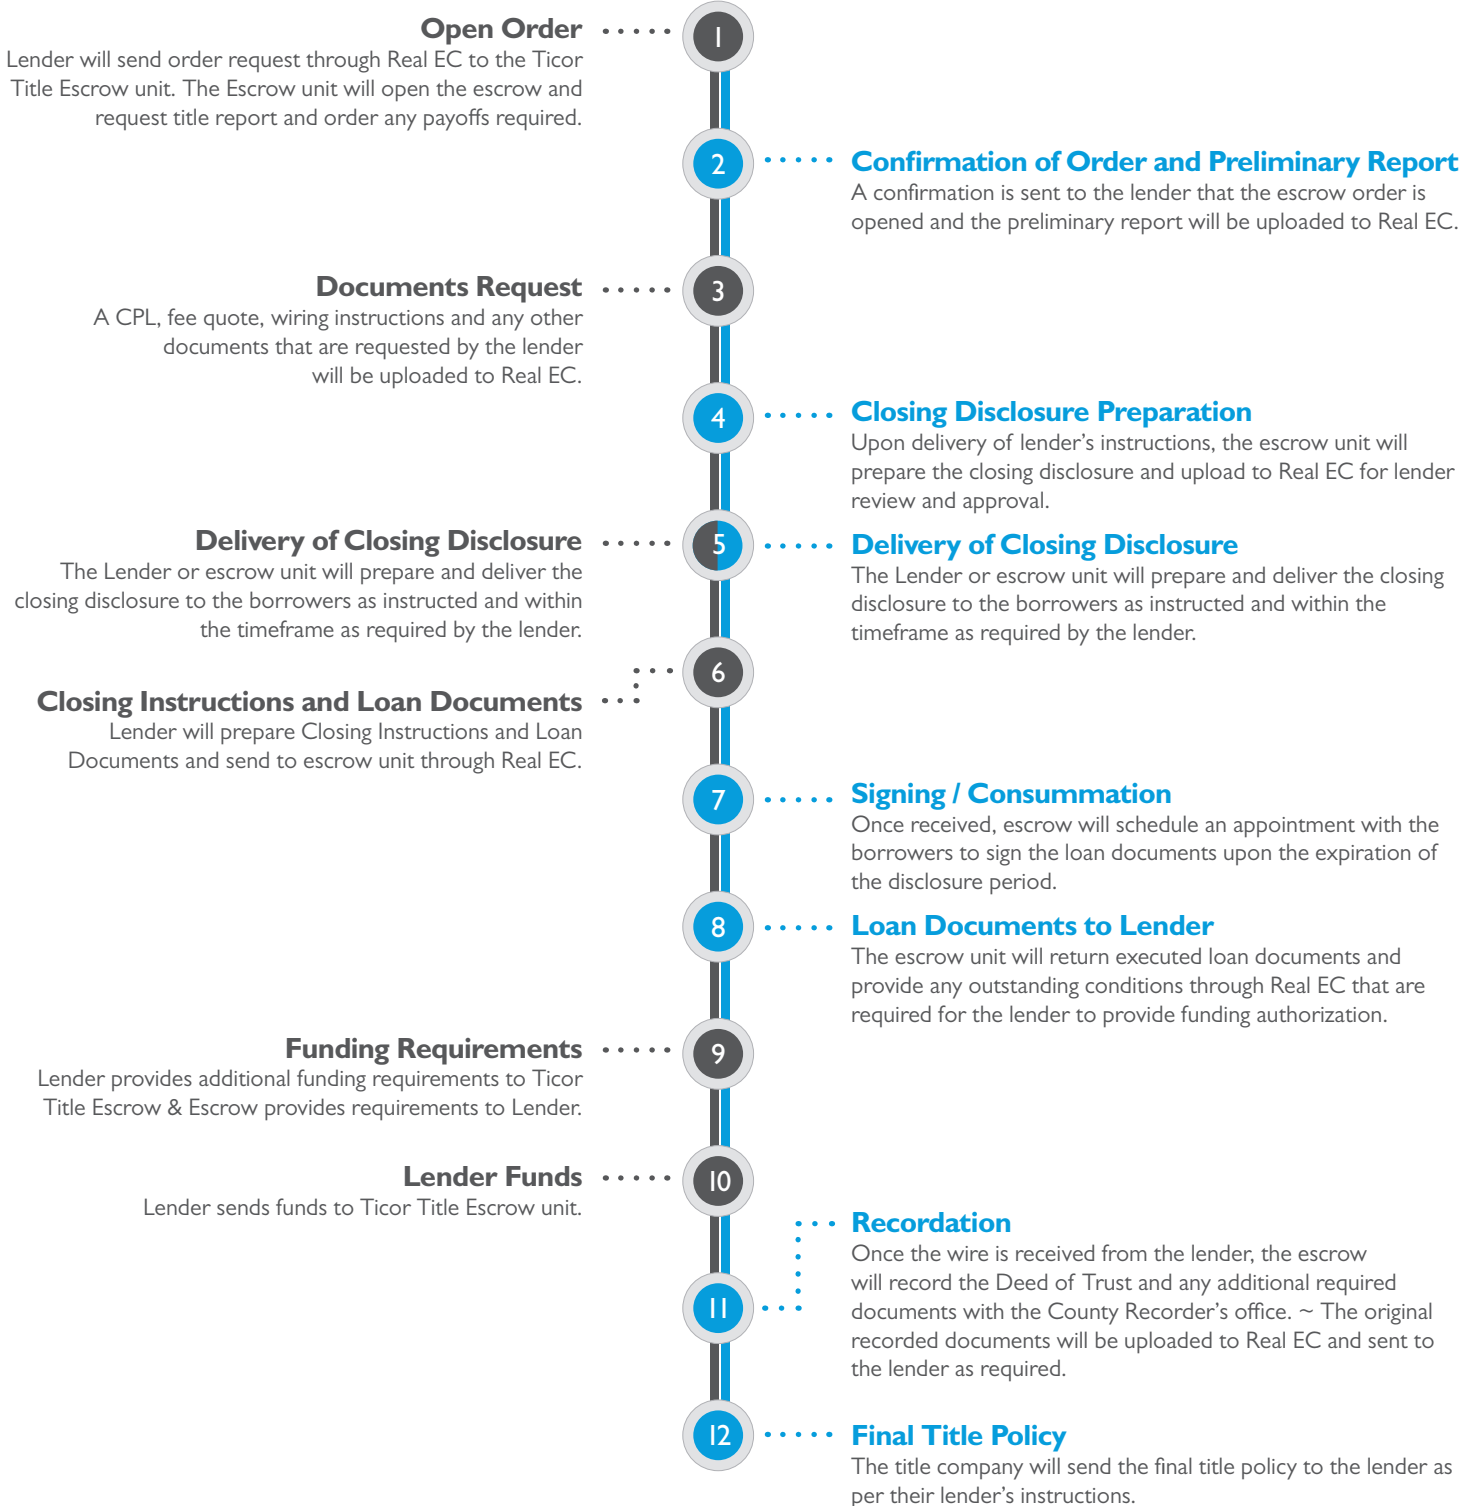 Open Order
1
Lender will send order request through Real EC to the Ticor
Title Escrow unit. The Escrow unit will open the escrow and
request title report and order any payoffs required.
2
Confirmation of Order and Preliminary Report
A confirmation is sent to the lender that the escrow order is
opened and the preliminary report will be uploaded to Real EC.
Documents Request
3
A CPL, fee quote, wiring instructions and any other
documents that are requested by the lender
will be uploaded to Real EC.
4
Closing Disclosure Preparation
Upon delivery of lender’s instructions, the escrow unit will
prepare the closing disclosure and upload to Real EC for lender
review and approval.
Delivery of Closing Disclosure
The Lender or escrow unit will prepare and deliver the
closing disclosure to the borrowers as instructed and within
the timeframe as required by the lender.
5
Delivery of Closing Disclosure
The Lender or escrow unit will prepare and deliver the closing
disclosure to the borrowers as instructed and within the
timeframe as required by the lender.
6
Closing Instructions and Loan Documents
Lender will prepare Closing Instructions and Loan
Documents and send to escrow unit through Real EC.
7
Signing / Consummation
Once received, escrow will schedule an appointment with the
borrowers to sign the loan documents upon the expiration of
the disclosure period.
8
Loan Documents to Lender
The escrow unit will return executed loan documents and
provide any outstanding conditions through Real EC that are
required for the lender to provide funding authorization.
Funding Requirements
9
Lender provides additional funding requirements to Ticor
Title Escrow & Escrow provides requirements to Lender.
Lender Funds
10
Lender sends funds to Ticor Title Escrow unit.
Recordation
Once the wire is received from the lender, the escrow
will record the Deed of Trust and any additional required
documents with the County Recorder’s office. ~ The original
recorded documents will be uploaded to Real EC and sent to
the lender as required.
11
12
Final Title Policy
The title company will send the final title policy to the lender as
per their lender’s instructions.